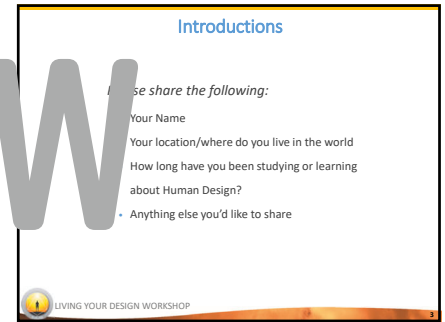 Introductions
W
se share the following:
Your Name
Your location/where do you live in the world
How long have you been studying or learning
about Human Design?
• Anything else you'd like to share
LIVING YOUR DESIGN WORKSHOP
3